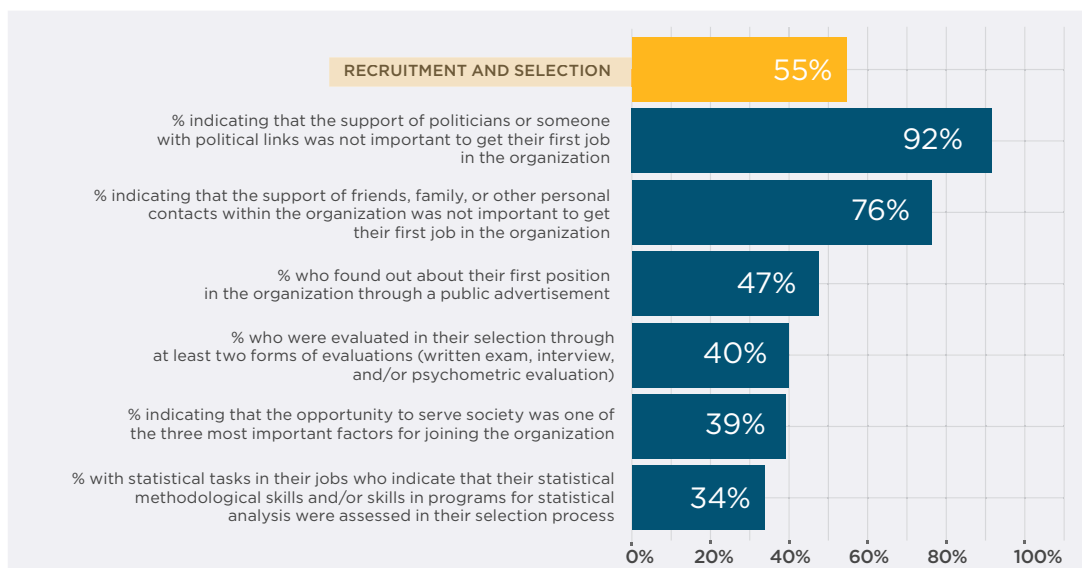 RECRUITMENT AND SELECTION
55%
% indicating that the support of politicians or someone
with political links was not important to get their first job
in the organization
92%
% indicating that the support of friends, family, or other personal
contacts within the organization was not important to get
their first job in the organization
76%
% who found out about their first position
in the organization through a public advertisement
47%
% who were evaluated in their selection through
at least two forms of evaluations (written exam, interview,
and/or psychometric evaluation)
40%
% indicating that the opportunity to serve society was one of
the three most important factors for joining the organization
39%
% with statistical tasks in their jobs who indicate that their statistical
methodological skills and/or skills in programs for statistical
analysis were assessed in their selection process
34%
0% 20% 40% 60% 80% 100%